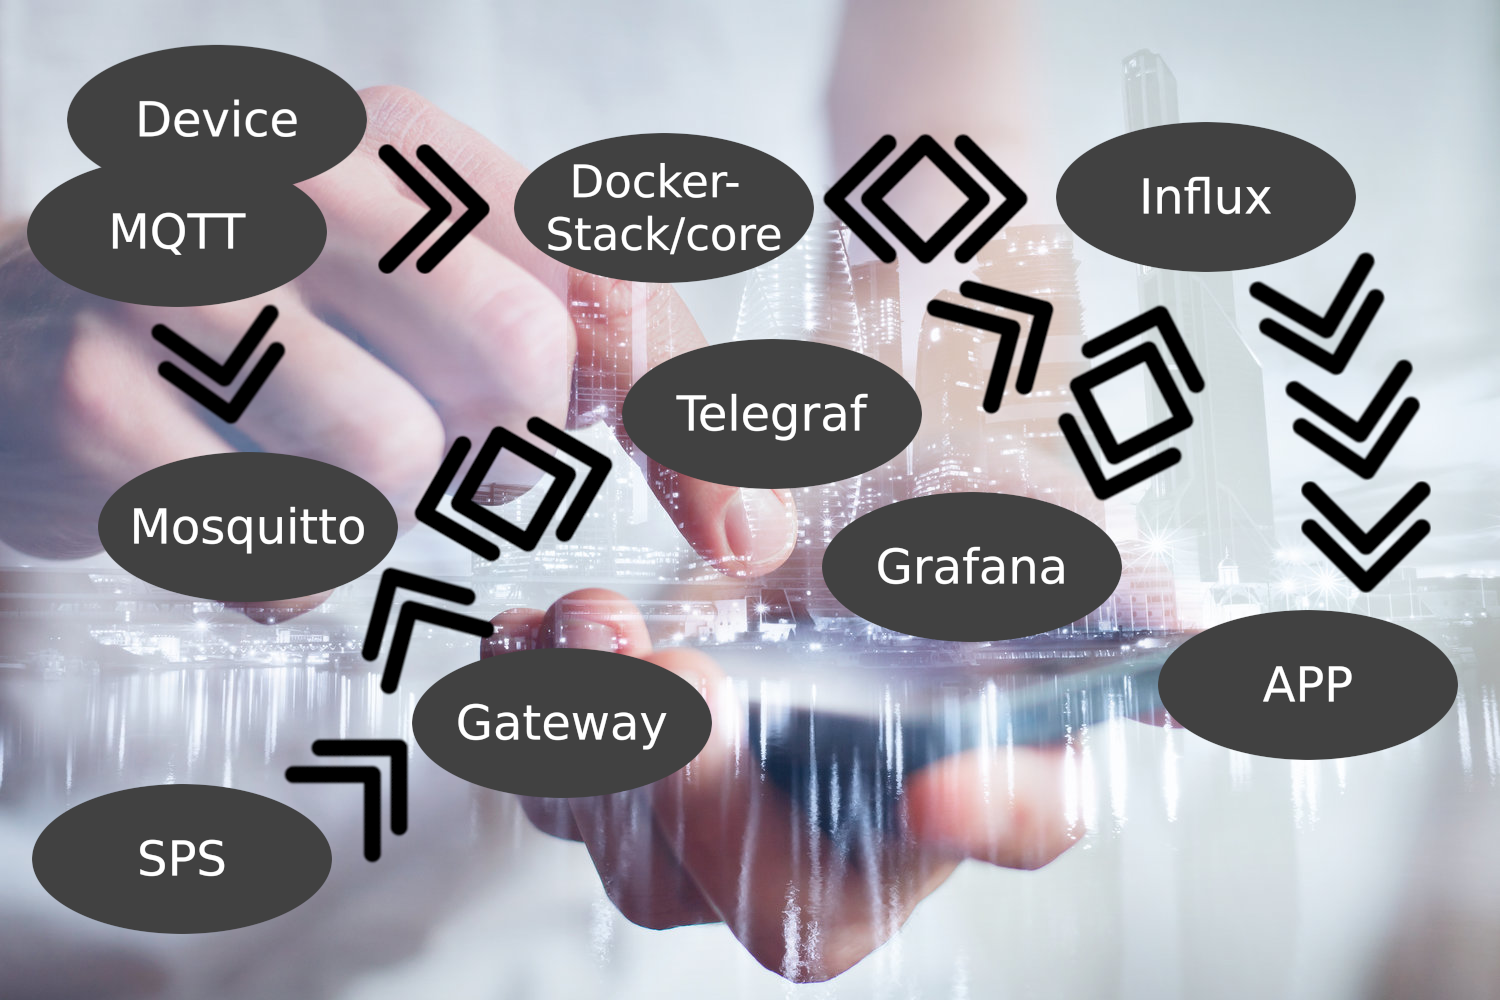 Device
MQTT
Docker-
Stack/core
Influx
Telegraf
Mosquitto
Grafana
Gateway
APP
SPS